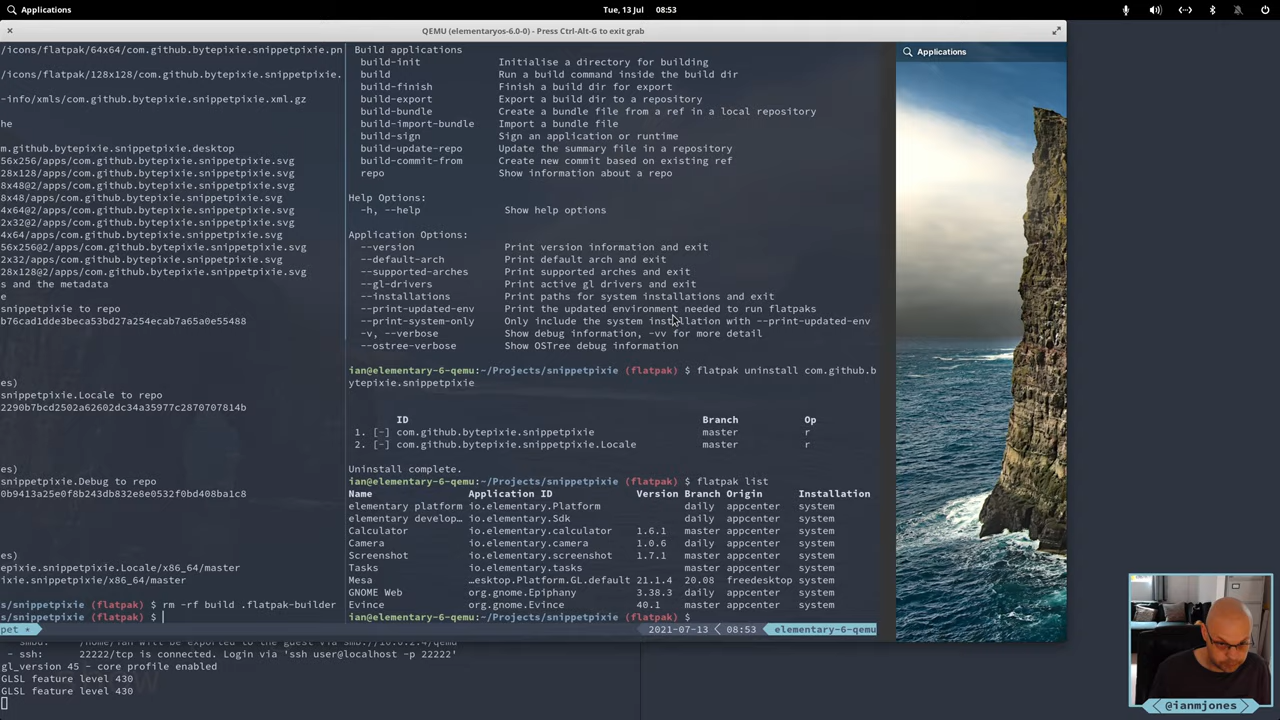 Applications
Tue, 13 Jul 08:53
QEMU (elementaryos-6.0-0) - Press Ctrl-Alt-G to exit grab
Applications
/icons/flatpak/64x64/com.github.bytepixie.snippetpixie.pn
/icons/flatpak/128x128/com.github.bytepixie.snippetpixie.
-info/xmls/com.github.bytepixie.snippetpixie.xml.gz
he
m.github.bytepixie.snippetpixie.desktop
56x256/apps/com.github.bytepixie.snippetpixie.svg
28x128/apps/com.github.bytepixie.snippetpixie.svg
8x48@2/apps/com.github.bytepixie.snippetpixie.svg
8x48/apps/com.github.bytepixie.snippetpixie.svg
4x64@2/apps/com.github.bytepixie.snippetpixie.svg
2x32@2/apps/com.github.bytepixie.snippetpixie.svg
4x64/apps/com.github.bytepixie.snippetpixie.svg
56x256@2/apps/com.github.bytepixie.snippetpixie.svg
2x32/apps/com.github.bytepixie.snippetpixie.svg
28x128@2/apps/com.github.bytepixie.snippetpixie.svg
s and the metadata
e
snippetpixie to repo
b76cad1dde3beca53bd27a254ecab7a65a0e55488
es)
snippetpixie.Locale to repo
2290b7bcd2502a62602dc34a35977c2870707814b
es)
snippetpixie.Debug to repo
0b9413a25e0f8b243db832e8e0532f0bd408ba1c8
es)
epixie.snippetpixie.Locale/x86_64/master
ixie.snippetpixie/x86_64/master
s/snippetpixie (flatpak) $ rm -rf build .flatpak-builder
s/snippetpixie (flatpak) $
Build applications
build-init Initialise a directory for building
build Run a build command inside the build dir
build-finish Finish a build dir for export
build-export Export a build dir to a repository
build-bundle Create a bundle file from a ref in a local repository
build-import-bundle Import a bundle file
build-sign Sign an application or runtime
build-update-repo Update the summary file in a repository
build-commit-from Create new commit based on existing ref
repo Show information about a repo
Help Options:
-h, --help Show help options
Application Options:
--version Print version information and exit
--default-arch Print default arch and exit
--supported-arches Print supported arches and exit
--gl-drivers Print active gl drivers and exit
--installations Print paths for system installations and exit
--print-updated-env Print the updated environment needed to run flatpaks
--print-system-only Only include the system installation with --print-updated-env
-v, --verbose Show debug information, -vv for more detail
--ostree-verbose Show OSTree debug information
ian@elementary-6-qemu:~/Projects/snippetpixie (flatpak) $ flatpak uninstall com.github.b
ytepixie.snippetpixie
ID Branch Op
1. [-] com.github.bytepixie.snippetpixie master r
2. [-] com.github.bytepixie.snippetpixie.Locale master r
Uninstall complete.
ian@elementary-6-qemu:~/Projects/snippetpixie (flatpak) $ flatpak list
Name Application ID Version Branch Origin Installation
elementary platform io.elementary.Platform daily appcenter system
elementary develop… io.elementary.Sdk daily appcenter system
Calculator io.elementary.calculator 1.6.1 master appcenter system
Camera io.elementary.camera 1.0.6 master appcenter system
Screenshot io.elementary.screenshot 1.7.1 master appcenter system
Tasks io.elementary.tasks master appcenter system
Mesa …esktop.Platform.GL.default 21.1.4 20.08 freedesktop system
GNOME Web org.gnome.Epiphany 3.38.3 master appcenter system
Evince org.gnome.Evince 40.1 master appcenter system
ian@elementary-6-qemu:~/Projects/snippetpixie (flatpak) $
pet * 2021-07-13 08:53 elementary-6-qemu
- ssh: 22222/tcp is connected. Login via 'ssh user@localhost -p 22222'
gl_version 45 - core profile enabled
GLSL feature level 430
GLSL feature level 430
@ianmjones